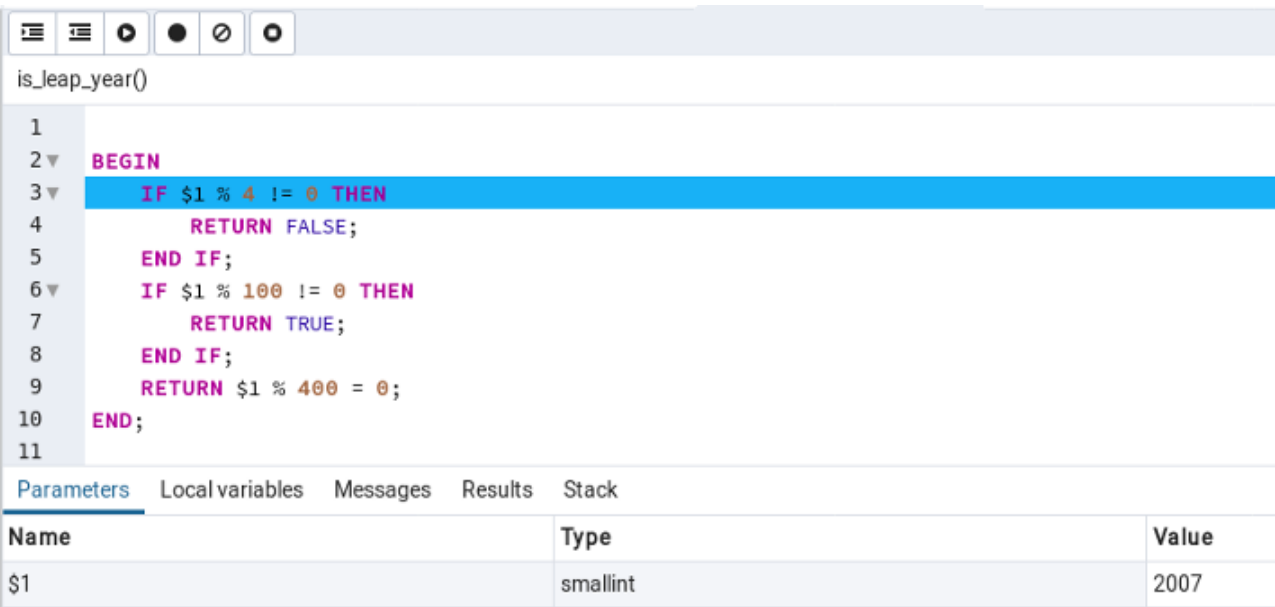 is_leap_year()
1
2 BEGIN
3 IF $1 % 4 != 0 THEN
4 RETURN FALSE;
5 END IF;
6 IF $1 % 100 != 0 THEN
7 RETURN TRUE;
8 END IF;
9 RETURN $1 % 400 = 0;
10 END;
11
Parameters Local variables Messages Results Stack
Name Type Value
$1 smallint 2007